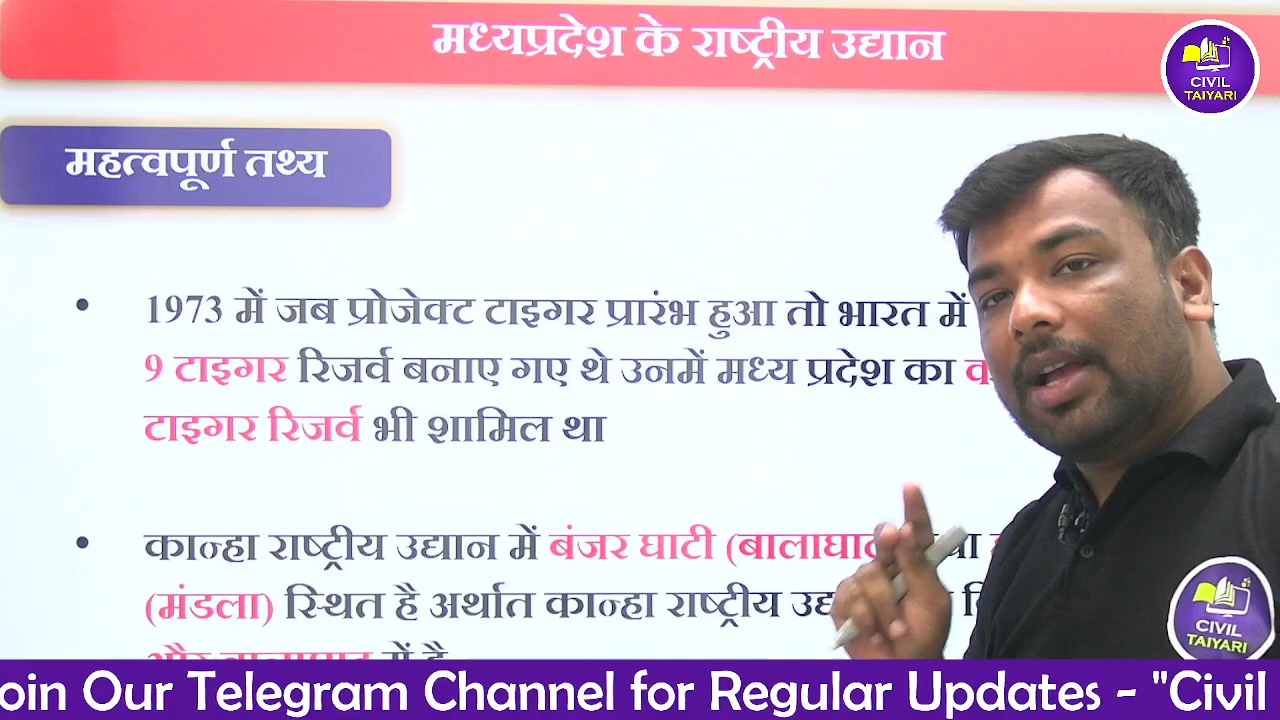 मध्यप्रदेश के राष्ट्रीय उद्यान
CIVIL
TAIYARI
महत्वपूर्ण तथ्य
1973 में जब प्रोजेक्ट टाइगर प्रारंभ हुआ तो भारत में
9 टाइगर रिजर्व बनाए गए थे उनमें मध्य प्रदेश का
टाइगर रिजर्व भी शामिल था
कान्हा राष्ट्रीय उद्यान में बंजर घाटी
(मंडला) स्थित है अर्थात कान्हा राष्ट्रीय
में है
CIVIL
TAIYARI
Our Telegram Channel for Regular Updates - "Civil